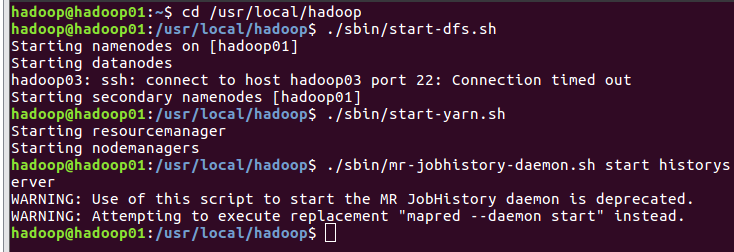 hadoop@hadoop01:~$ cd /usr/local/hadoop
hadoop@hadoop01:/usr/local/hadoop$ ./sbin/start-dfs.sh
Starting namenodes on [hadoop01]
Starting datanodes
hadoop03: ssh: connect to host hadoop03 port 22: Connection timed out
Starting secondary namenodes [hadoop01]
hadoop@hadoop01:/usr/local/hadoop$ ./sbin/start-yarn.sh
Starting resourcemanager
Starting nodemanagers
hadoop@hadoop01:/usr/local/hadoop$ ./sbin/mr-jobhistory-daemon.sh start historys
erver
WARNING: Use of this script to start the MR JobHistory daemon is deprecated.
WARNING: Attempting to execute replacement "mapred --daemon start" instead.
hadoop@hadoop01:/usr/local/hadoop$